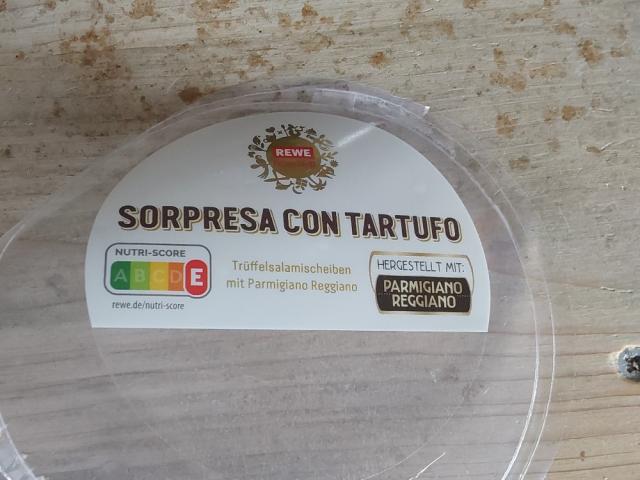 REWE
SORPRESA CON TARTUFO
NUTRI-SCORE
A B C D E
rewe.de/nutri-score
Trüffelsalamischeiben
mit Parmigiano Reggiano
HERGESTELLT MIT:
PARMIGIANO
REGGIANO